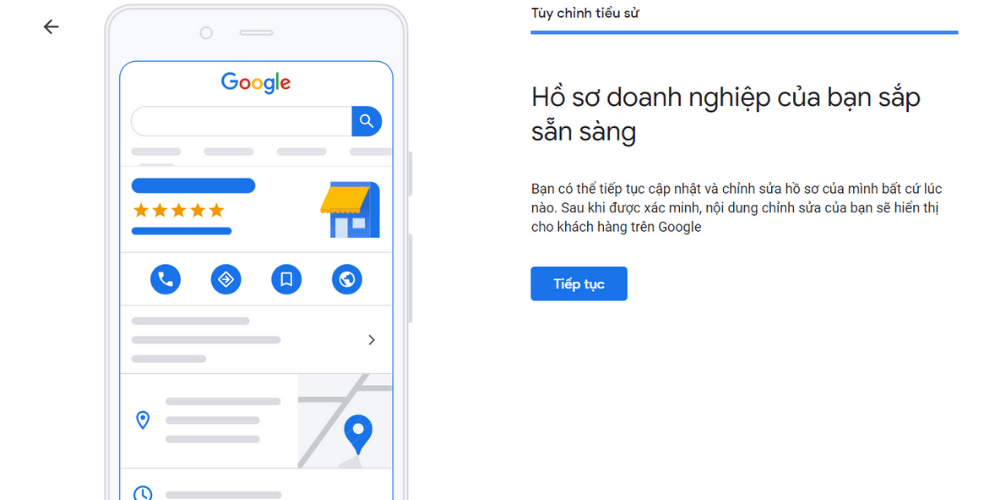 Tùy chỉnh tiểu sử
Google
Hồ sơ doanh nghiệp của bạn sắp
sẵn sàng
Bạn có thể tiếp tục cập nhật và chỉnh sửa hồ sơ của mình bất cứ lúc
nào. Sau khi được xác minh, nội dung chỉnh sửa của bạn sẽ hiển thị
cho khách hàng trên Google
Tiếp tục